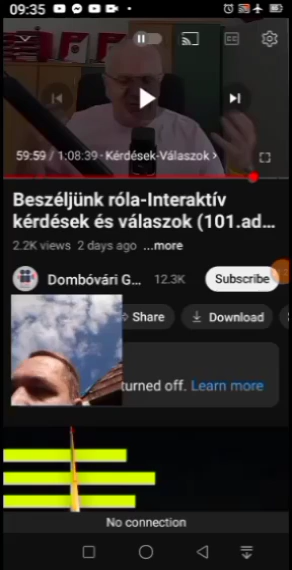 09:35
59:59 / 1:08:39 · Kérdések-Válaszok >
Beszéljünk róla-Interaktív
kérdések és válaszok (101.ad...
2.2K views 2 days ago ...more
Dombóvári G... 12.3K Subscribe
Share Download
turned off. Learn more
No connection